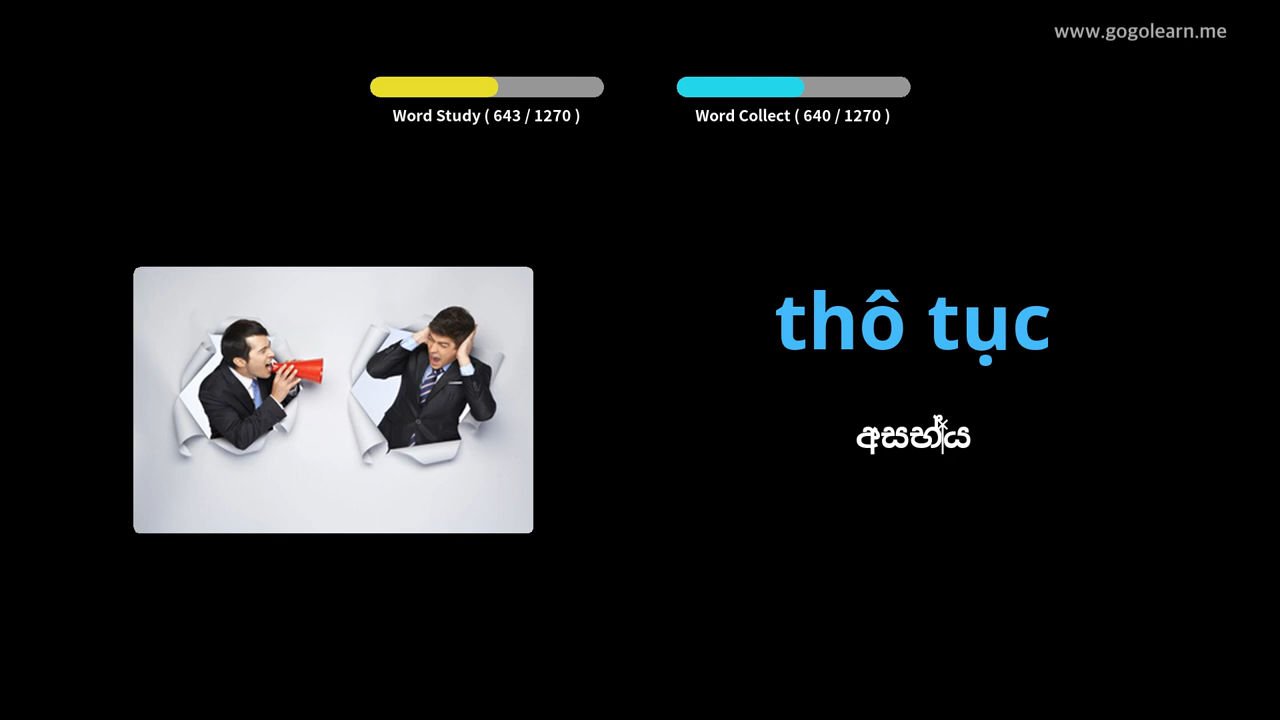 www.gogolearn.me
Word Study ( 643 / 1270 )
Word Collect ( 640 / 1270 )
thô tục
අසභ්‍ය